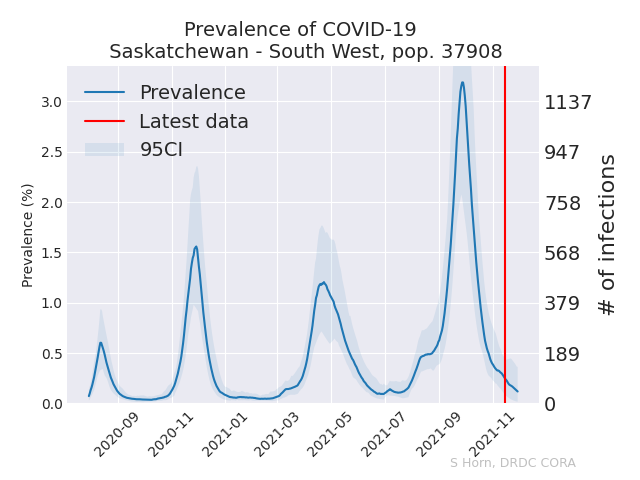 Prevalence of COVID-19
Saskatchewan - South West, pop. 37908
Prevalence
Latest data
95CI
3.0
2.5
2.0
1.5
1.0
0.5
0.0
Prevalence (%)
1137
947
758
568
379
189
0
# of infections
2020-09
2020-11
2021-01
2021-03
2021-05
2021-07
2021-09
2021-11
S Horn, DRDC CORA